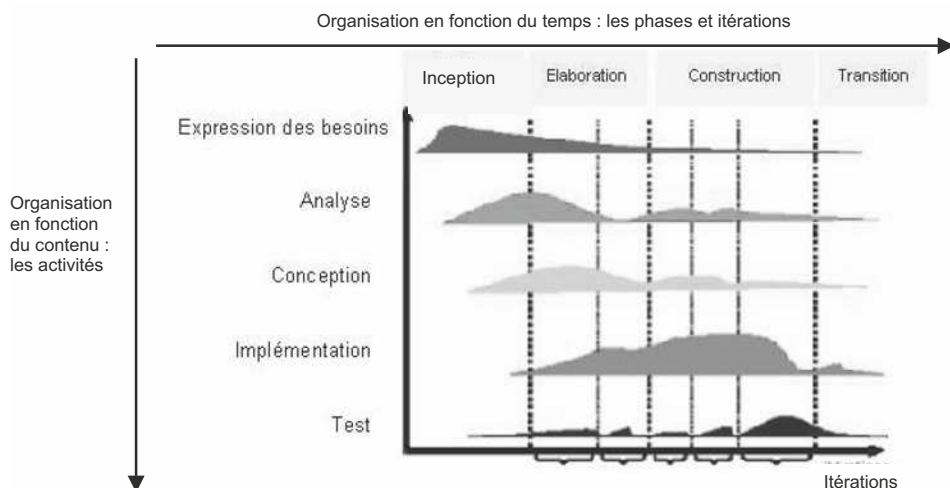 Organisation en fonction du temps : les phases et itérations
Inception
Elaboration
Construction
Transition
Expression des besoins
Organisation
en fonction
du contenu :
les activités
Analyse
Conception
Implémentation
Test
Itérations